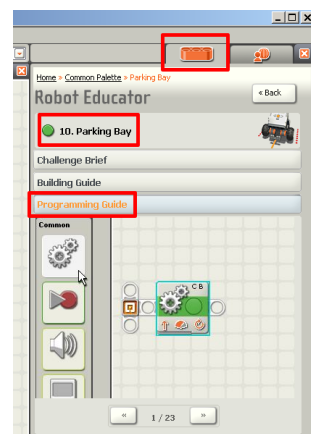 Home » Common Palette » Parking Bay
Robot Educator
« Back
10. Parking Bay
Challenge Brief
Building Guide
Programming Guide
Common
C B
« 1 / 23 »